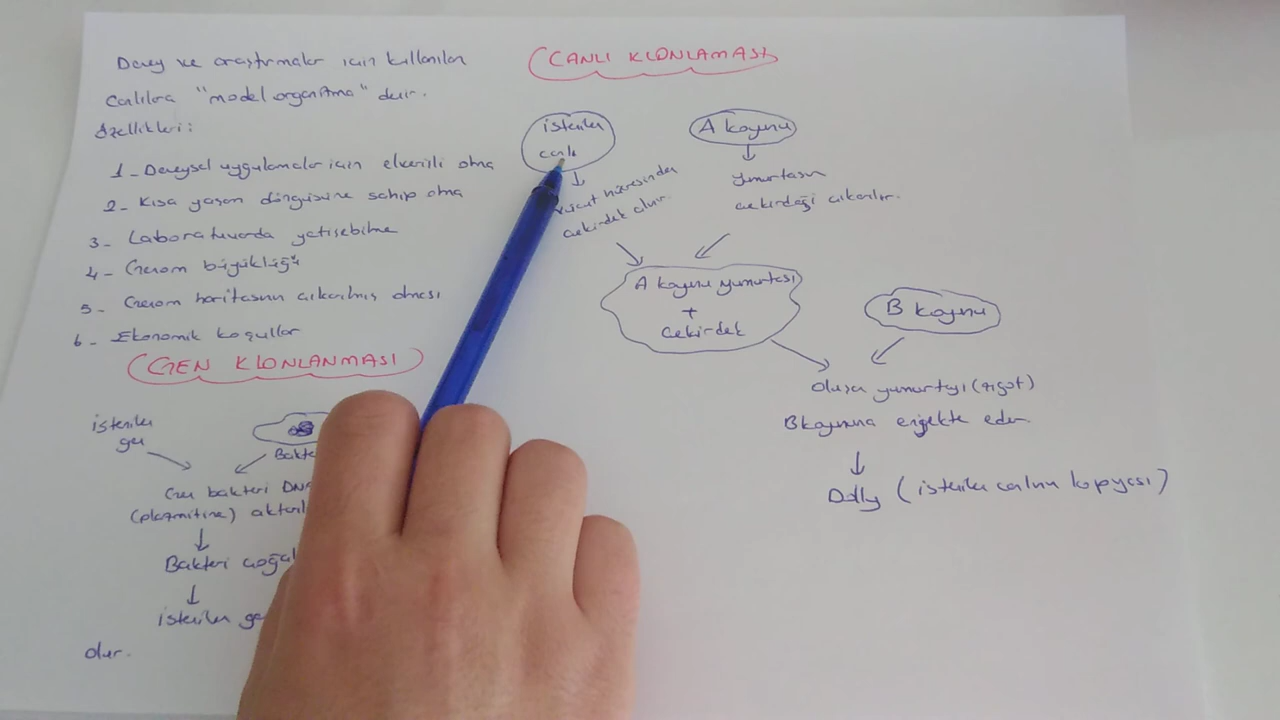 Deney ve araştırmalar için kullanılan
canlılara "model organizma" denir.
Özellikleri:
1- Deneysel uygulamalar için elverişli olma
2- Kısa yaşam döngüsüne sahip olma
3- Laboratuvarda yetişebilme
4- Genom büyüklüğü
5- Genom haritasının çıkarılmış olması
6- Ekonomik koşullar
GEN KLONLANMASI
istenilen
gen
Bakte
Gen bakteri DNA
(plazmitine) aktarıl
Bakteri çoğal
istenilen ge
olur.
CANLI KLONLAMASI
istenilen
canlı
vücut hücresinden
çekirdek alınır.
A koyunu
yumurtasın
çekirdeği çıkarılır.
A koyunu yumurtası
+
çekirdek
B koyunu
Oluşan yumurtayı (zigot)
B koyununa enjekte eder
Dolly (istenilen canlının kopyası)